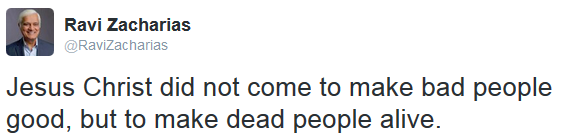 Ravi Zacharias
@RaviZacharias
Jesus Christ did not come to make bad people
good, but to make dead people alive.